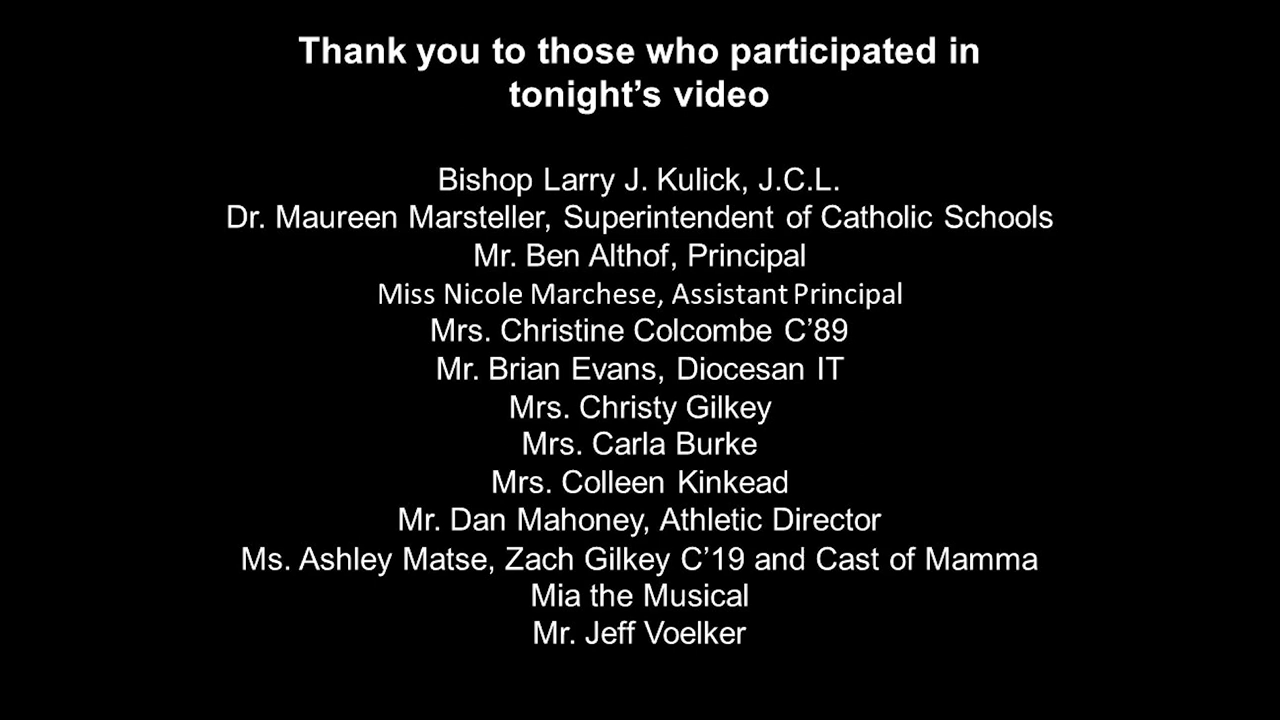 Thank you to those who participated in
tonight’s video
Bishop Larry J. Kulick, J.C.L.
Dr. Maureen Marsteller, Superintendent of Catholic Schools
Mr. Ben Althof, Principal
Miss Nicole Marchese, Assistant Principal
Mrs. Christine Colcombe C’89
Mr. Brian Evans, Diocesan IT
Mrs. Christy Gilkey
Mrs. Carla Burke
Mrs. Colleen Kinkead
Mr. Dan Mahoney, Athletic Director
Ms. Ashley Matse, Zach Gilkey C’19 and Cast of Mamma
Mia the Musical
Mr. Jeff Voelker